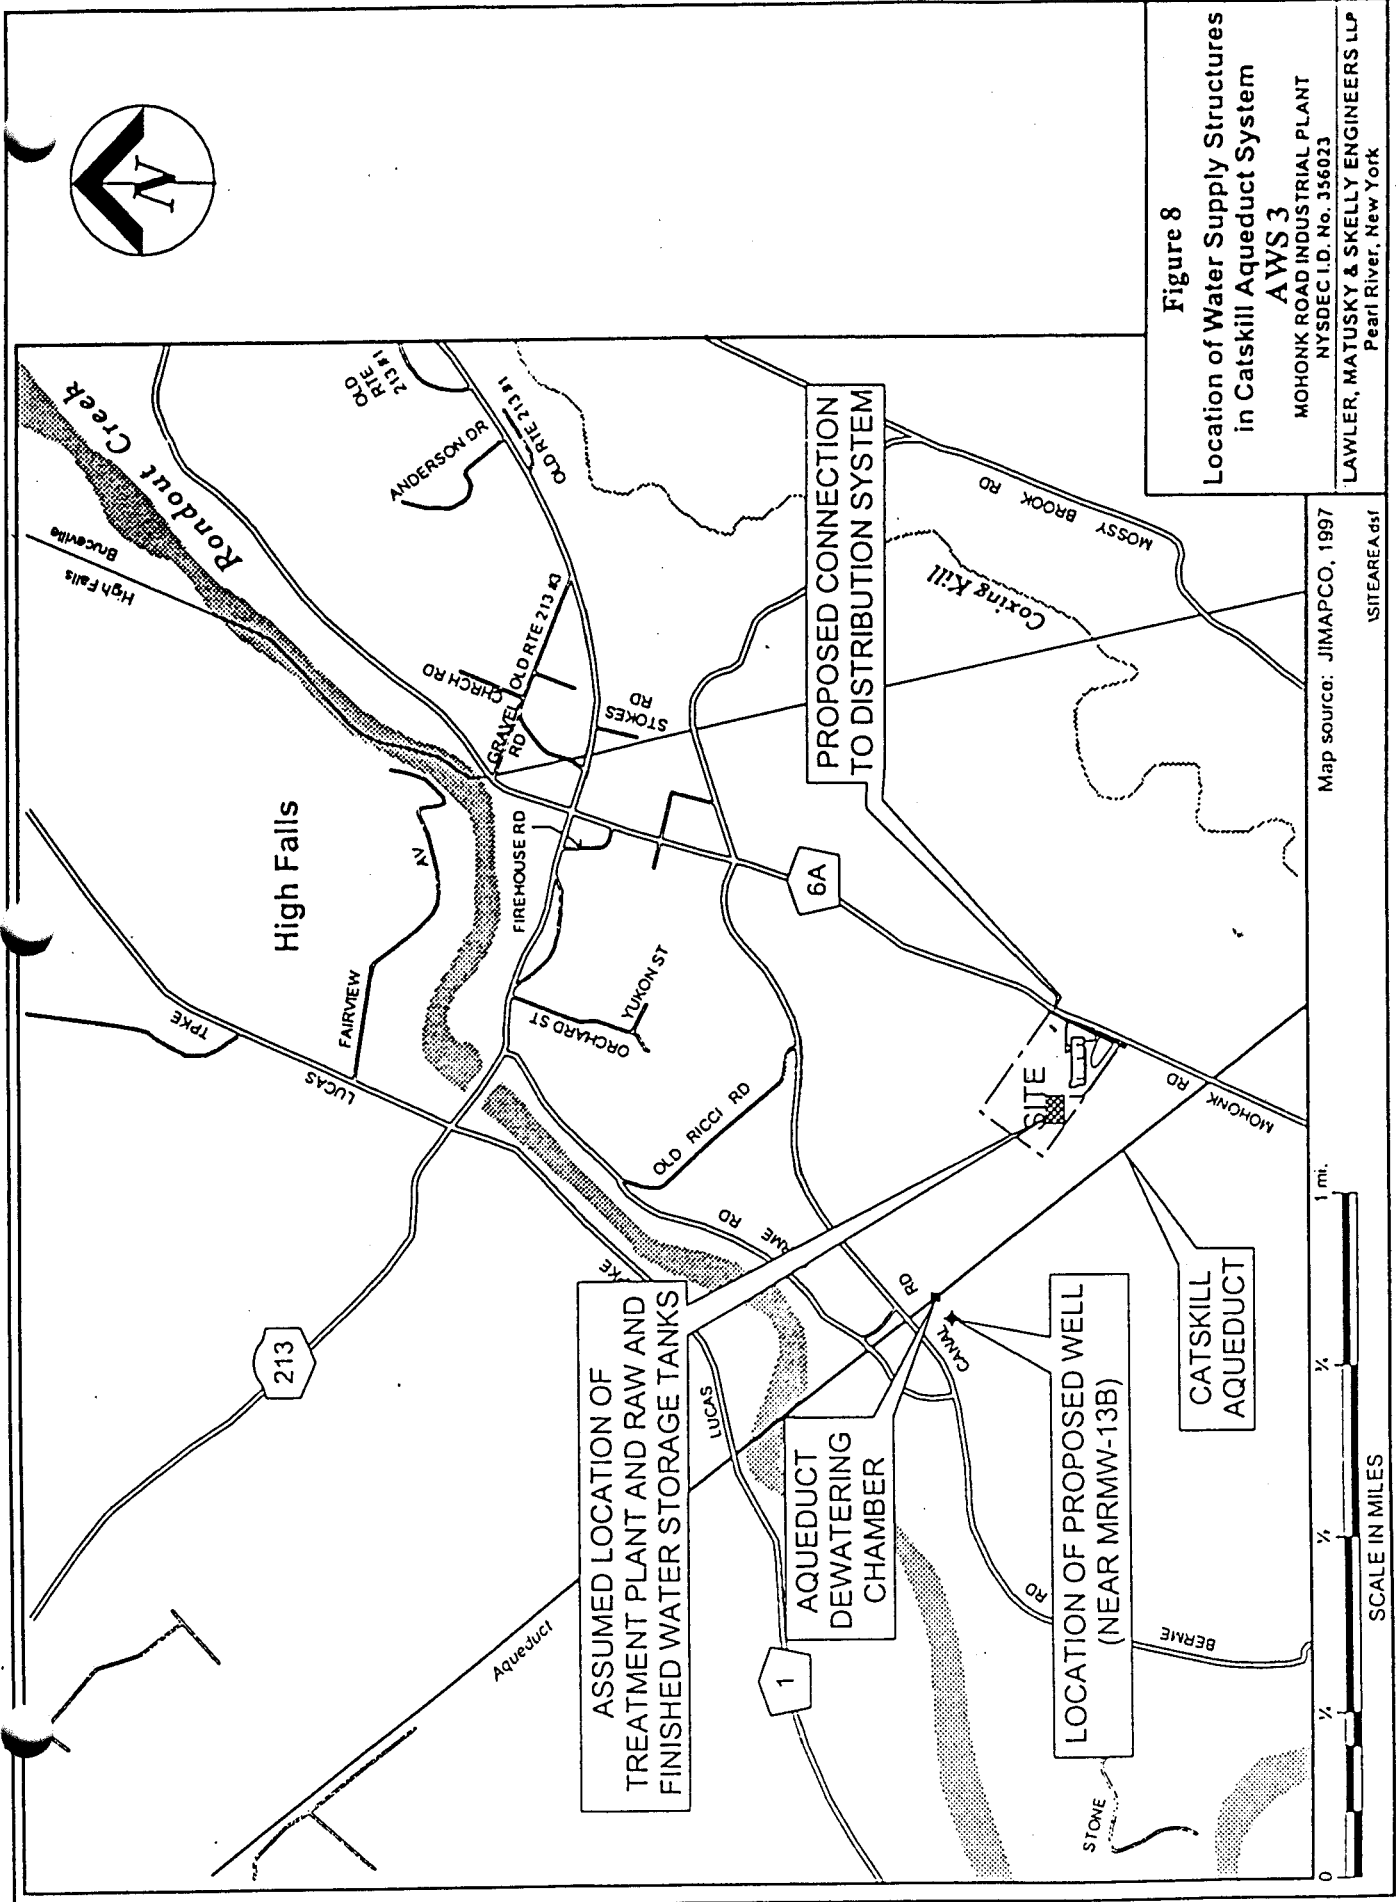 N
Rondout Creek
High Falls
Bruceville
High Falls
OLD
RTE
213 #1
ANDERSON DR
OLD RTE 213 #1
OLD RTE 213 #3
CHRCH RD
GRAVEL
RD
STOKES
RD
FIREHOUSE RD
AV
FAIRVIEW
TPKE
LUCAS
ORCHARD ST
YUKON ST
OLD RICCI RD
213
6A
MOSSY BROOK RD
Coxing Kill
PROPOSED CONNECTION
TO DISTRIBUTION SYSTEM
SITE
MOHONK RD
RD
CANAL
LUCAS
1
Aqueduct
BERME
RD
STONE
ASSUMED LOCATION OF
TREATMENT PLANT AND RAW AND
FINISHED WATER STORAGE TANKS
AQUEDUCT
DEWATERING
CHAMBER
LOCATION OF PROPOSED WELL
(NEAR MRMW-13B)
CATSKILL
AQUEDUCT
0 ¼ 1 mi.
SCALE IN MILES
Map source: JIMAPCO, 1997
\SITEAREA.dsf
Figure 8
Location of Water Supply Structures
in Catskill Aqueduct System
AWS 3
MOHONK ROAD INDUSTRIAL PLANT
NYSDEC I.D. No. 356023
LAWLER, MATUSKY & SKELLY ENGINEERS LLP
Pearl River, New York